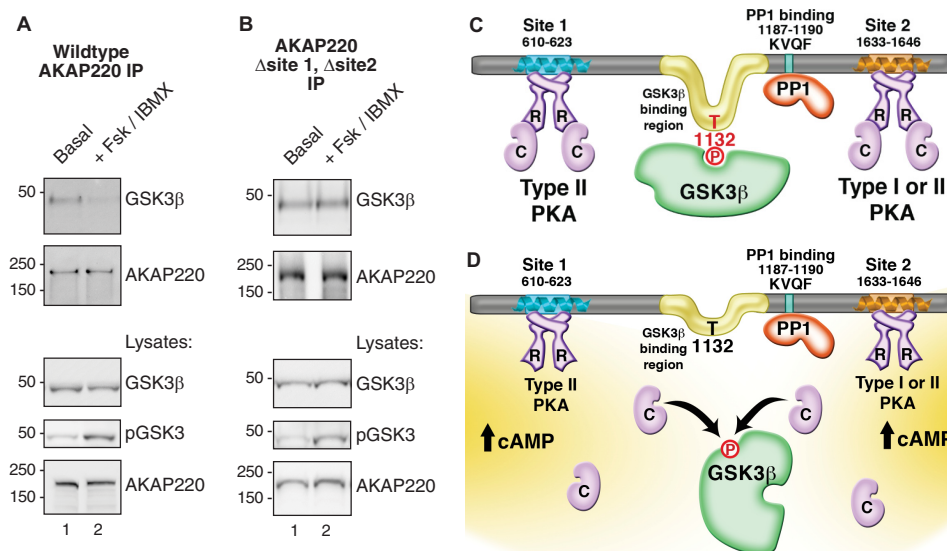 A
Wildtype
AKAP220 IP
Basal
+ Fsk / IBMX
50
GSK3β
250
150
AKAP220
Lysates:
50
GSK3β
50
pGSK3
250
150
AKAP220
1
2
B
AKAP220
Δsite 1, Δsite2
IP
Basal
+ Fsk / IBMX
50
GSK3β
250
150
AKAP220
Lysates:
50
GSK3β
50
pGSK3
250
150
AKAP220
1
2
C
Site 1
610-623
PP1 binding
1187-1190
KVQF
Site 2
1633-1646
GSK3β
binding
region
T
1132
P
GSK3β
PP1
R R
C C
Type II
PKA
R R
C C
Type I or II
PKA
D
Site 1
610-623
PP1 binding
1187-1190
KVQF
Site 2
1633-1646
GSK3β
binding
region
T
1132
PP1
R R
Type II
PKA
R R
Type I or II
PKA
cAMP
cAMP
C
C
P
GSK3β
C
C